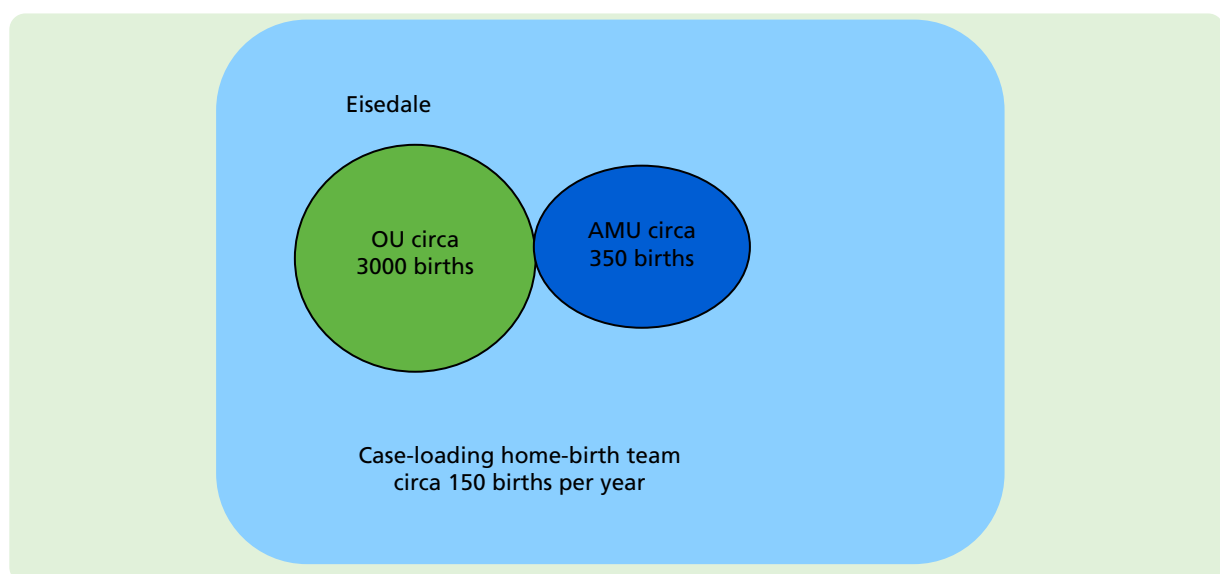 Eisedale
OU circa
3000 births
AMU circa
350 births
Case-loading home-birth team
circa 150 births per year